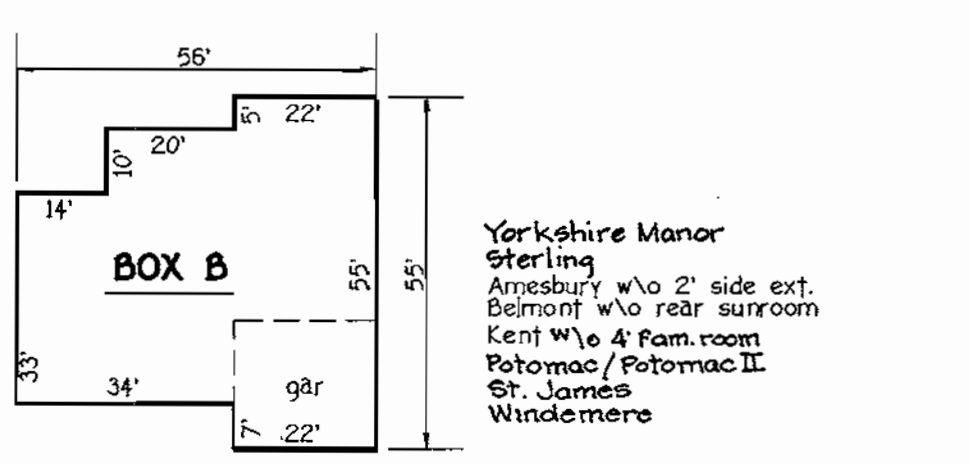 56'
5'
22'
20'
10'
14'
BOX B
55'
55'
33'
34'
gar
7'
22'
Yorkshire Manor
Sterling
Amesbury w\o 2' side ext.
Belmont w\o rear sunroom
Kent w\o 4' fam. room
Potomac/Potomac II
St. James
Windemere